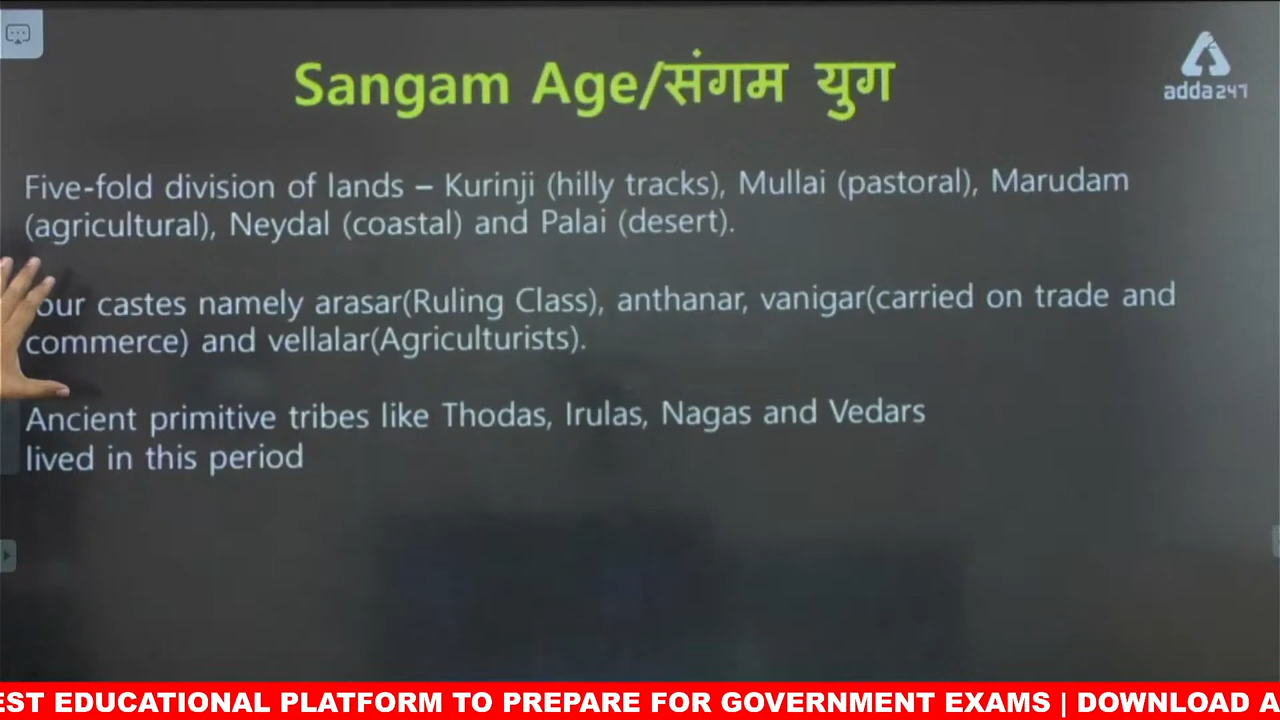 Sangam Age/संगम युग
adda247
Five-fold division of lands – Kurinji (hilly tracks), Mullai (pastoral), Marudam
(agricultural), Neydal (coastal) and Palai (desert).
our castes namely arasar(Ruling Class), anthanar, vanigar(carried on trade and
commerce) and vellalar(Agriculturists).
Ancient primitive tribes like Thodas, Irulas, Nagas and Vedars
lived in this period
EST EDUCATIONAL PLATFORM TO PREPARE FOR GOVERNMENT EXAMS | DOWNLOAD A